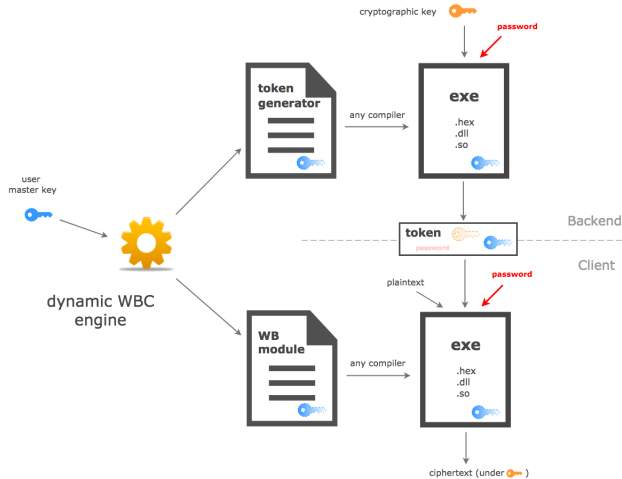 cryptographic key
password
token
generator
any compiler
exe
.hex
.dll
.so
user
master key
token
password
Backend
Client
dynamic WBC
engine
plaintext
password
WB
module
any compiler
exe
.hex
.dll
.so
ciphertext (under )